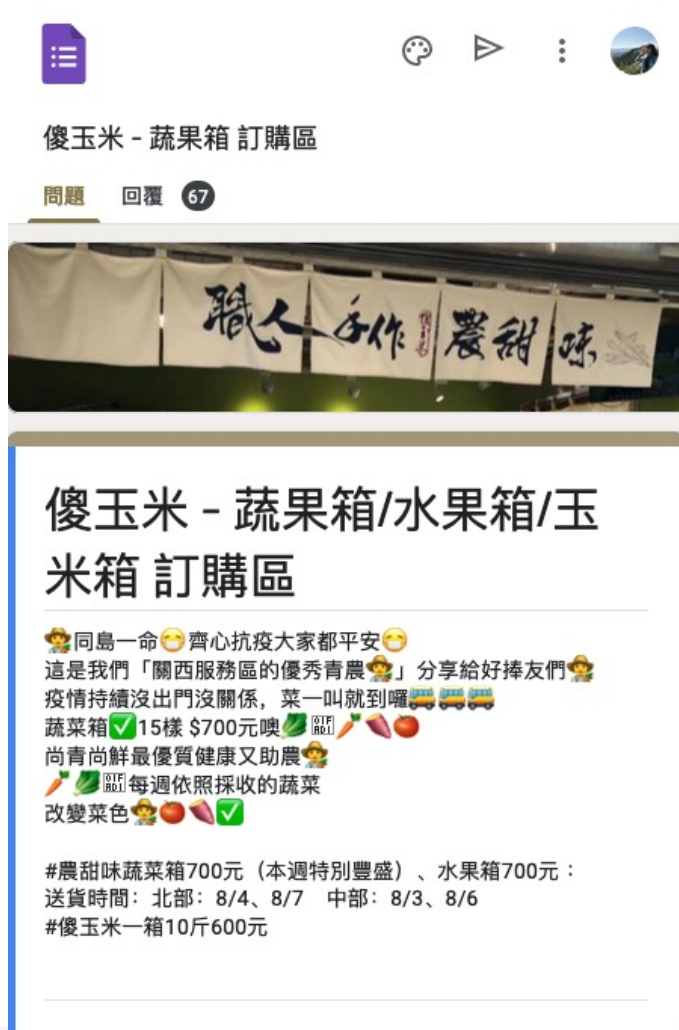 傻玉米 - 蔬果箱 訂購區
問題 回覆 67
職人手作 傻玉米 農甜味
傻玉米 - 蔬果箱/水果箱/玉
米箱 訂購區
👩‍🌾同島一命😷齊心抗疫大家都平安😷
這是我們「關西服務區的優秀青農👩‍🌾」分享給好捧友們👩‍🌾
疫情持續沒出門沒關係，菜一叫就到囉🚌🚌🚌
蔬菜箱✅15樣 $700元噢🥬🥕🍠🍅
尚青尚鮮最優質健康又助農👩‍🌾
🥕🥬每週依照採收的蔬菜
改變菜色👩‍🌾🍅🍠✅
#農甜味蔬菜箱700元（本週特別豐盛）、水果箱700元：
送貨時間：北部：8/4、8/7 中部：8/3、8/6
#傻玉米一箱10斤600元